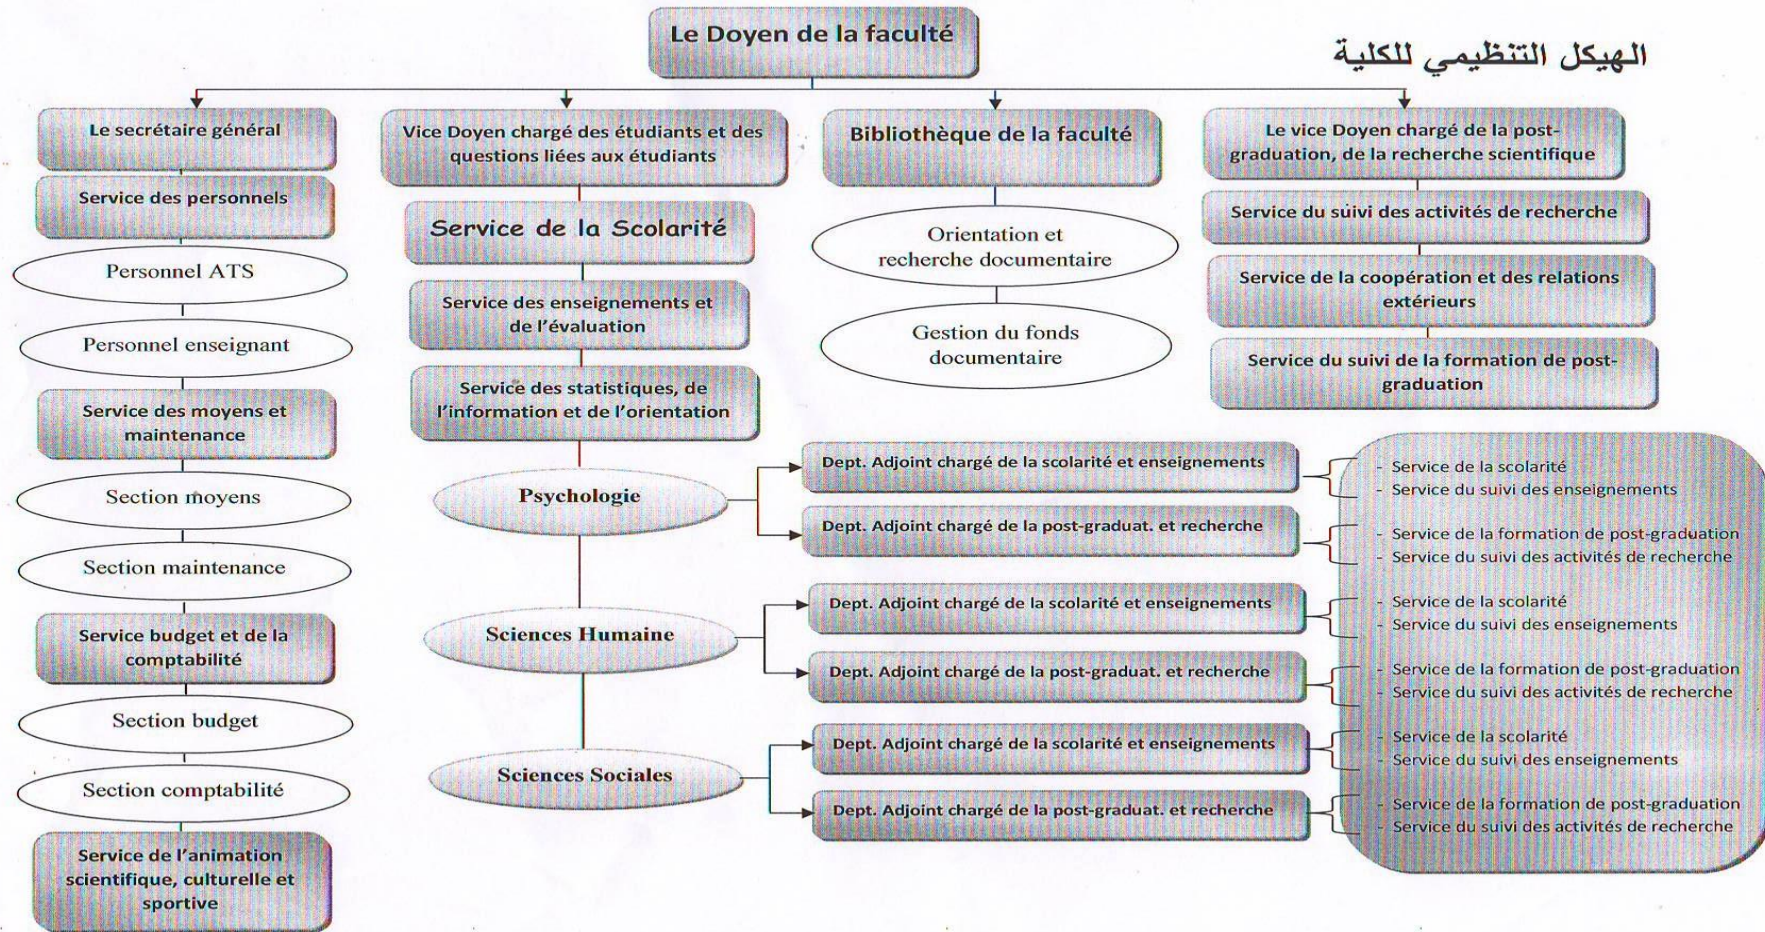 Le Doyen de la faculté
الهيكل التنظيمي للكلية
Le secrétaire général
Service des personnels
Personnel ATS
Personnel enseignant
Service des moyens et
maintenance
Section moyens
Section maintenance
Service budget et de la
comptabilité
Section budget
Section comptabilité
Service de l'animation
scientifique, culturelle et
sportive
Vice Doyen chargé des étudiants et des
questions liées aux étudiants
Service de la Scolarité
Service des enseignements et
de l'évaluation
Service des statistiques, de
l'information et de l'orientation
Bibliothèque de la faculté
Orientation et
recherche documentaire
Gestion du fonds
documentaire
Le vice Doyen chargé de la post-
graduation, de la recherche scientifique
Service du suivi des activités de recherche
Service de la coopération et des relations
extérieurs
Service du suivi de la formation de post-
graduation
Psychologie
Dept. Adjoint chargé de la scolarité et enseignements
- Service de la scolarité
- Service du suivi des enseignements
Dept. Adjoint chargé de la post-graduat. et recherche
- Service de la formation de post-graduation
- Service du suivi des activités de recherche
Sciences Humaine
Dept. Adjoint chargé de la scolarité et enseignements
- Service de la scolarité
- Service du suivi des enseignements
Dept. Adjoint chargé de la post-graduat. et recherche
- Service de la formation de post-graduation
- Service du suivi des activités de recherche
Sciences Sociales
Dept. Adjoint chargé de la scolarité et enseignements
- Service de la scolarité
- Service du suivi des enseignements
Dept. Adjoint chargé de la post-graduat. et recherche
- Service de la formation de post-graduation
- Service du suivi des activités de recherche